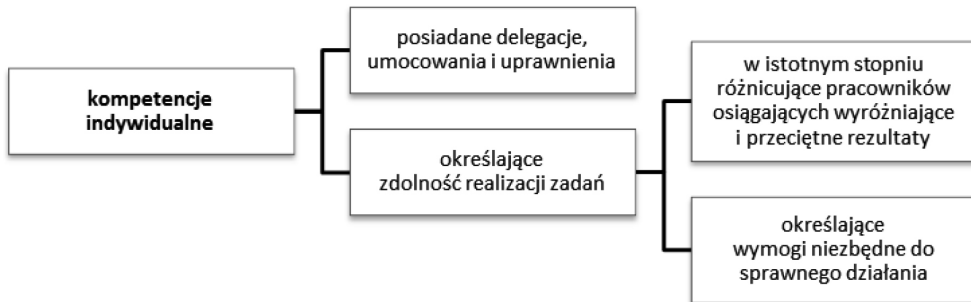 kompetencje
indywidualne
posiadane delegacje,
umocowania i uprawnienia
określające
zdolność realizacji zadań
w istotnym stopniu
różnicujące pracowników
osiągających wyróżniające
i przeciętne rezultaty
określające
wymogi niezbędne do
sprawnego działania